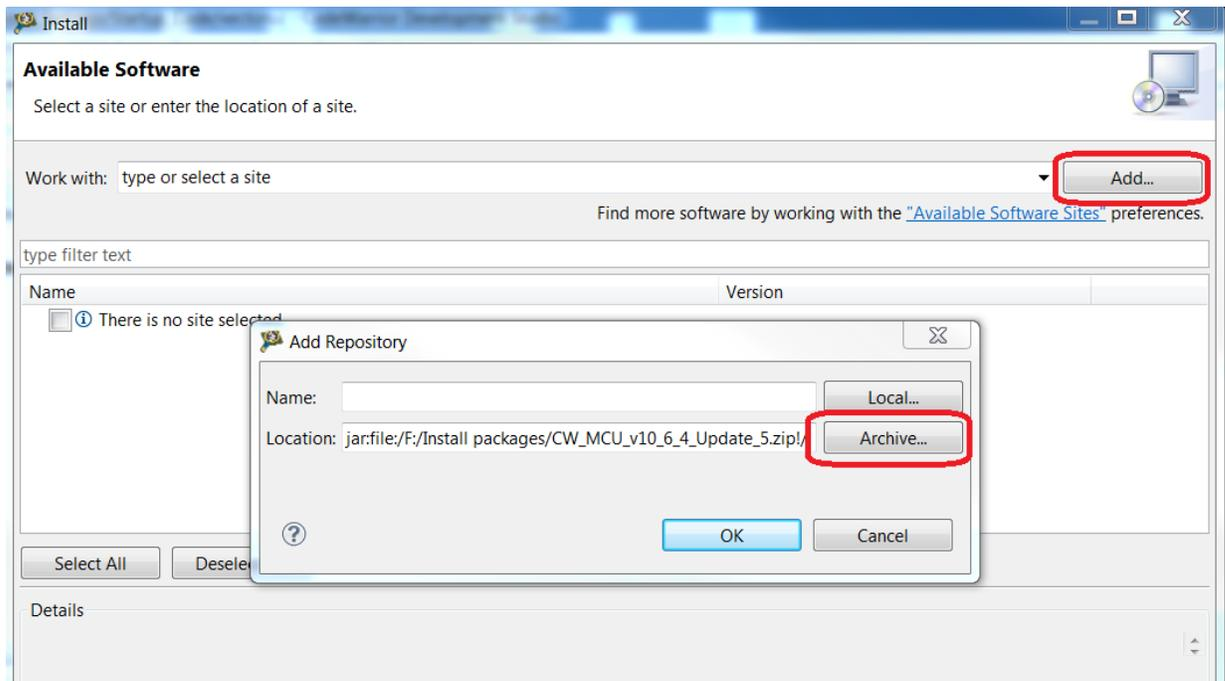 Install
Available Software
Select a site or enter the location of a site.
Work with: type or select a site Add...
Find more software by working with the "Available Software Sites" preferences.
type filter text
Name Version
There is no site selected
Add Repository
Name: Local...
Location: jar:file:/F:/Install packages/CW_MCU_v10_6_4_Update_5.zip!/ Archive...
OK Cancel
Select All Desele
Details